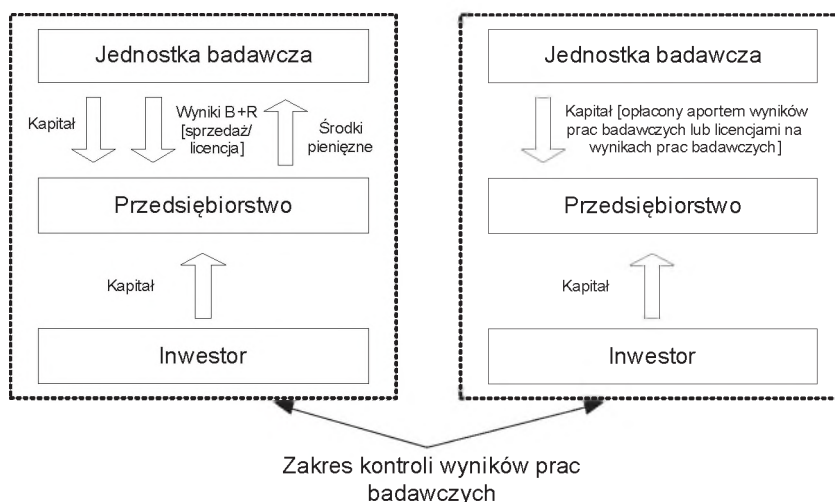 Jednostka badawcza
Kapitał
Wyniki B+R
[sprzedaż/
licencja]
Środki
pienięzne
Przedsiębiorstwo
Kapitał
Inwestor
Jednostka badawcza
Kapitał [opłacony aportem wyników
prac badawczych lub licencjami na
wynikach prac badawczych]
Przedsiębiorstwo
Kapitał
Inwestor
Zakres kontroli wyników prac
badawczych